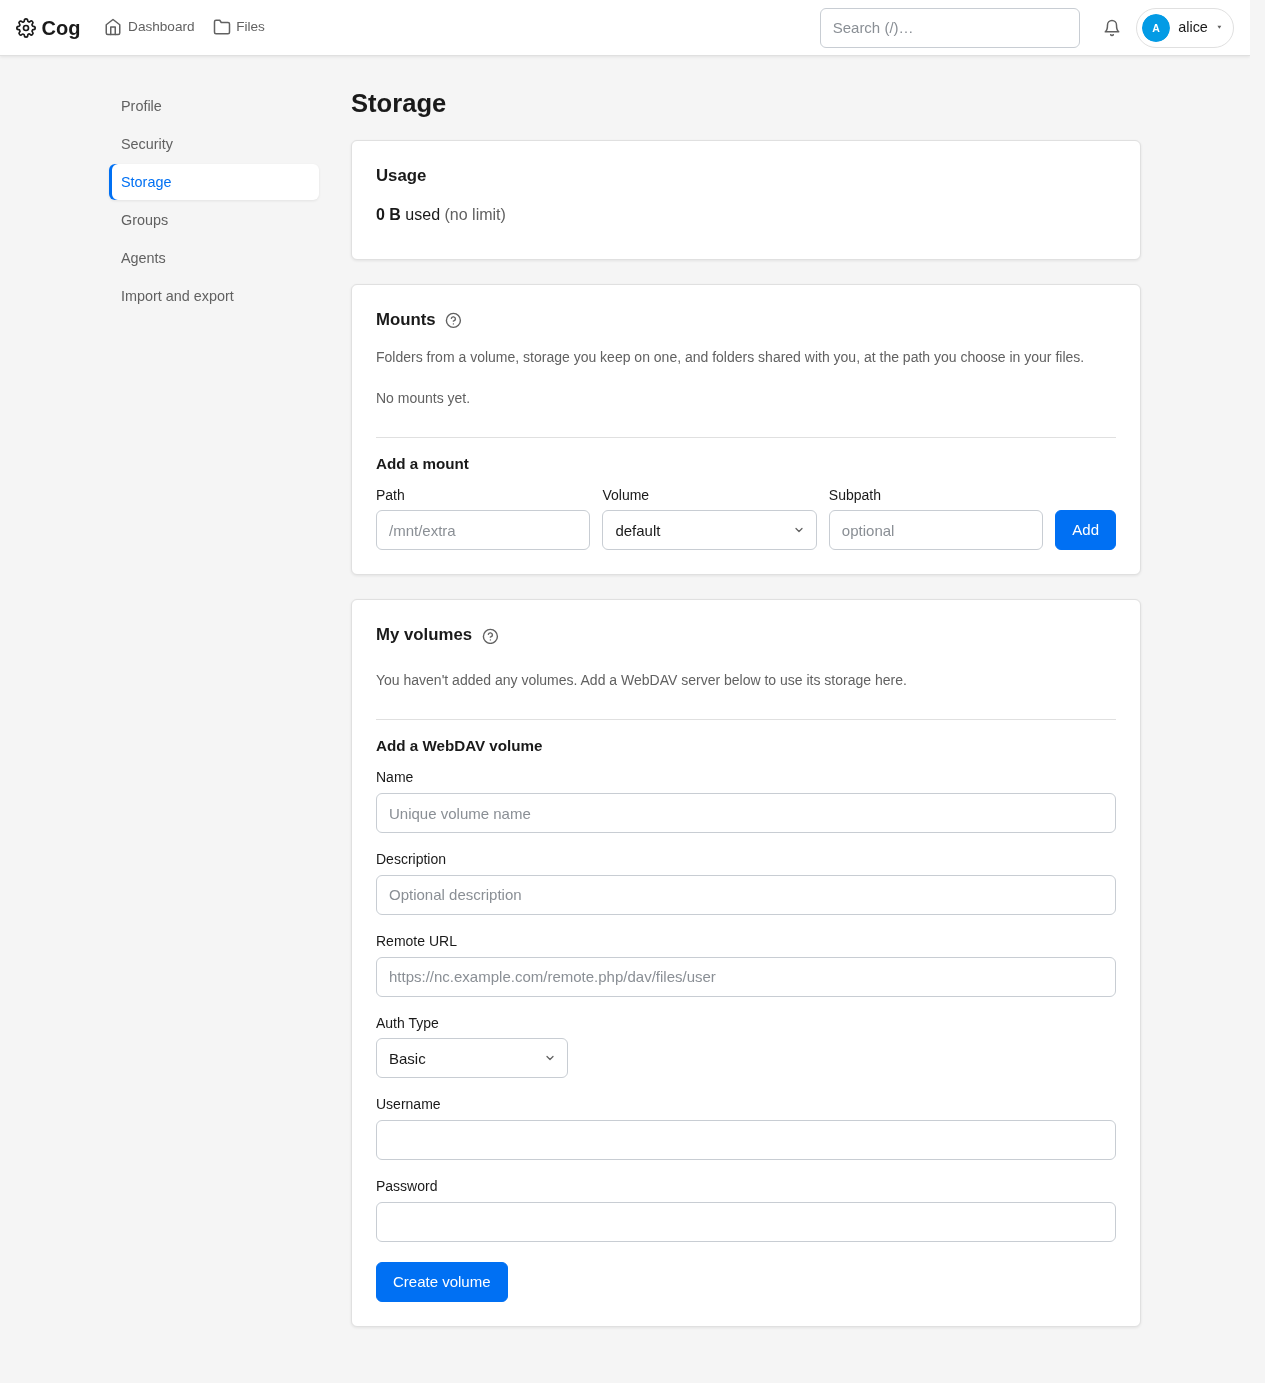 Cog
Dashboard
Files
Search (/)…
A
alice
Profile
Security
Storage
Groups
Agents
Import and export
Storage
Usage
0 B used (no limit)
Mounts
Folders from a volume, storage you keep on one, and folders shared with you, at the path you choose in your files.
No mounts yet.
Add a mount
Path
Volume
Subpath
/mnt/extra
default
optional
Add
My volumes
You haven't added any volumes. Add a WebDAV server below to use its storage here.
Add a WebDAV volume
Name
Unique volume name
Description
Optional description
Remote URL
https://nc.example.com/remote.php/dav/files/user
Auth Type
Basic
Username
Password
Create volume